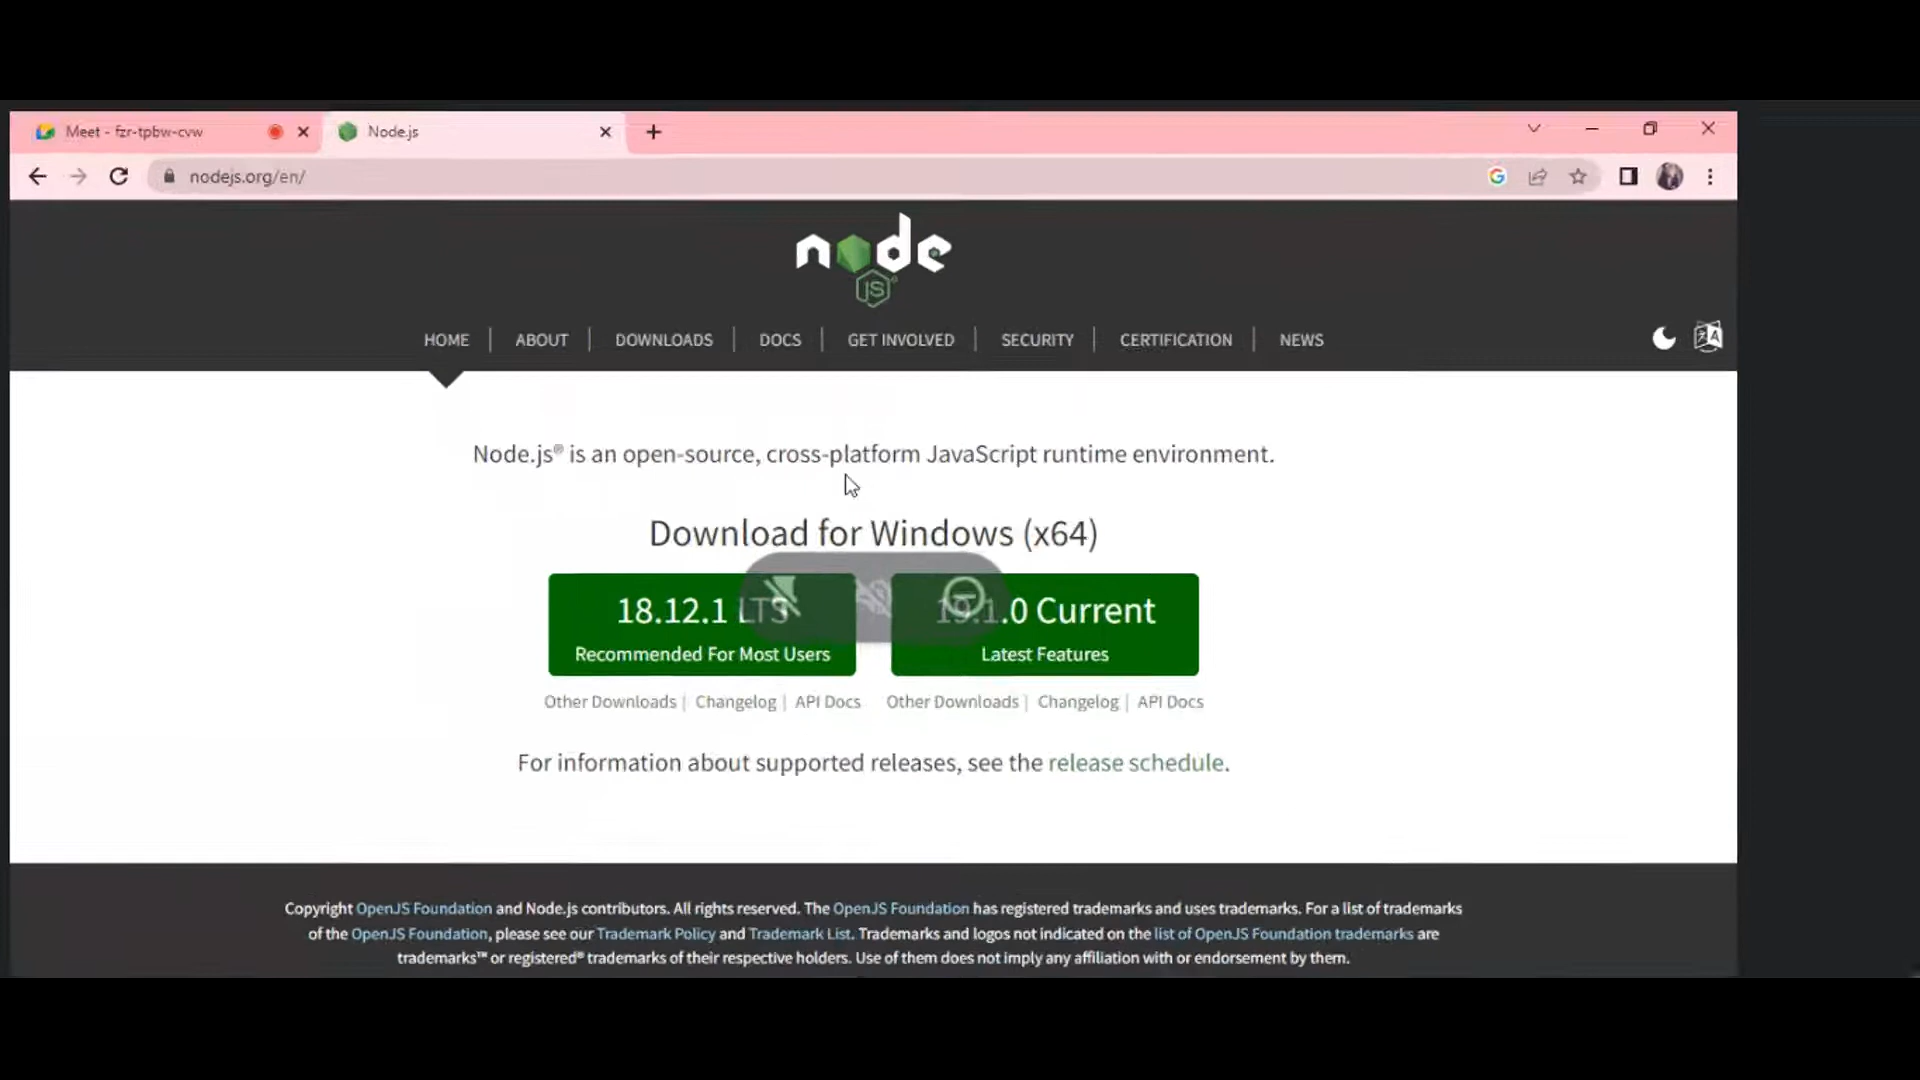 Meet - fzr-tpbw-cvw
Node.js
nodejs.org/en/
node
JS
HOME | ABOUT | DOWNLOADS | DOCS | GET INVOLVED | SECURITY | CERTIFICATION | NEWS
Node.js® is an open-source, cross-platform JavaScript runtime environment.
Download for Windows (x64)
18.12.1 LTS
Recommended For Most Users
19.1.0 Current
Latest Features
Other Downloads | Changelog | API Docs
Other Downloads | Changelog | API Docs
For information about supported releases, see the release schedule.
Copyright OpenJS Foundation and Node.js contributors. All rights reserved. The OpenJS Foundation has registered trademarks and uses trademarks. For a list of trademarks
of the OpenJS Foundation, please see our Trademark Policy and Trademark List. Trademarks and logos not indicated on the list of OpenJS Foundation trademarks are
trademarks™ or registered® trademarks of their respective holders. Use of them does not imply any affiliation with or endorsement by them.